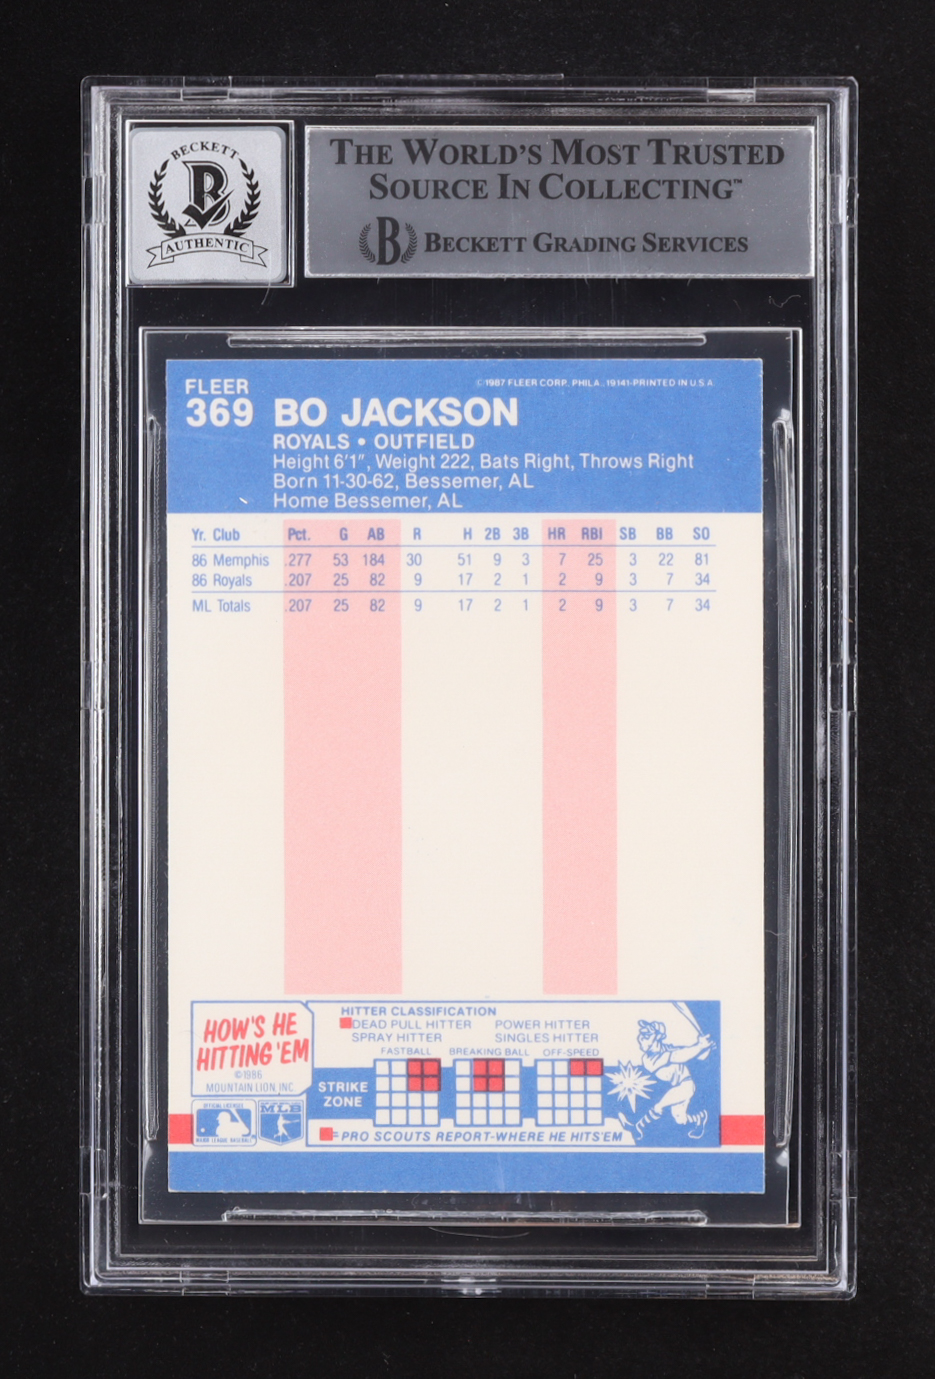 BECKETT
B
AUTHENTIC
THE WORLD'S MOST TRUSTED
SOURCE IN COLLECTING™
B BECKETT GRADING SERVICES
FLEER
©1987 FLEER CORP., PHILA., 19141-PRINTED IN U.S.A.
369 BO JACKSON
ROYALS • OUTFIELD
Height 6'1", Weight 222, Bats Right, Throws Right
Born 11-30-62, Bessemer, AL
Home Bessemer, AL
Yr. Club Pct. G AB R H 2B 3B HR RBI SB BB SO
86 Memphis .277 53 184 30 51 9 3 7 25 3 22 81
86 Royals .207 25 82 9 17 2 1 2 9 3 7 34
ML Totals .207 25 82 9 17 2 1 2 9 3 7 34
HOW'S HE
HITTING 'EM
©1986
MOUNTAIN LION, INC.
HITTER CLASSIFICATION
DEAD PULL HITTER POWER HITTER
SPRAY HITTER SINGLES HITTER
FASTBALL BREAKING BALL OFF-SPEED
STRIKE
ZONE
=PRO SCOUTS REPORT-WHERE HE HITS 'EM
OFFICIAL LICENSEE
MAJOR LEAGUE BASEBALL
MLB